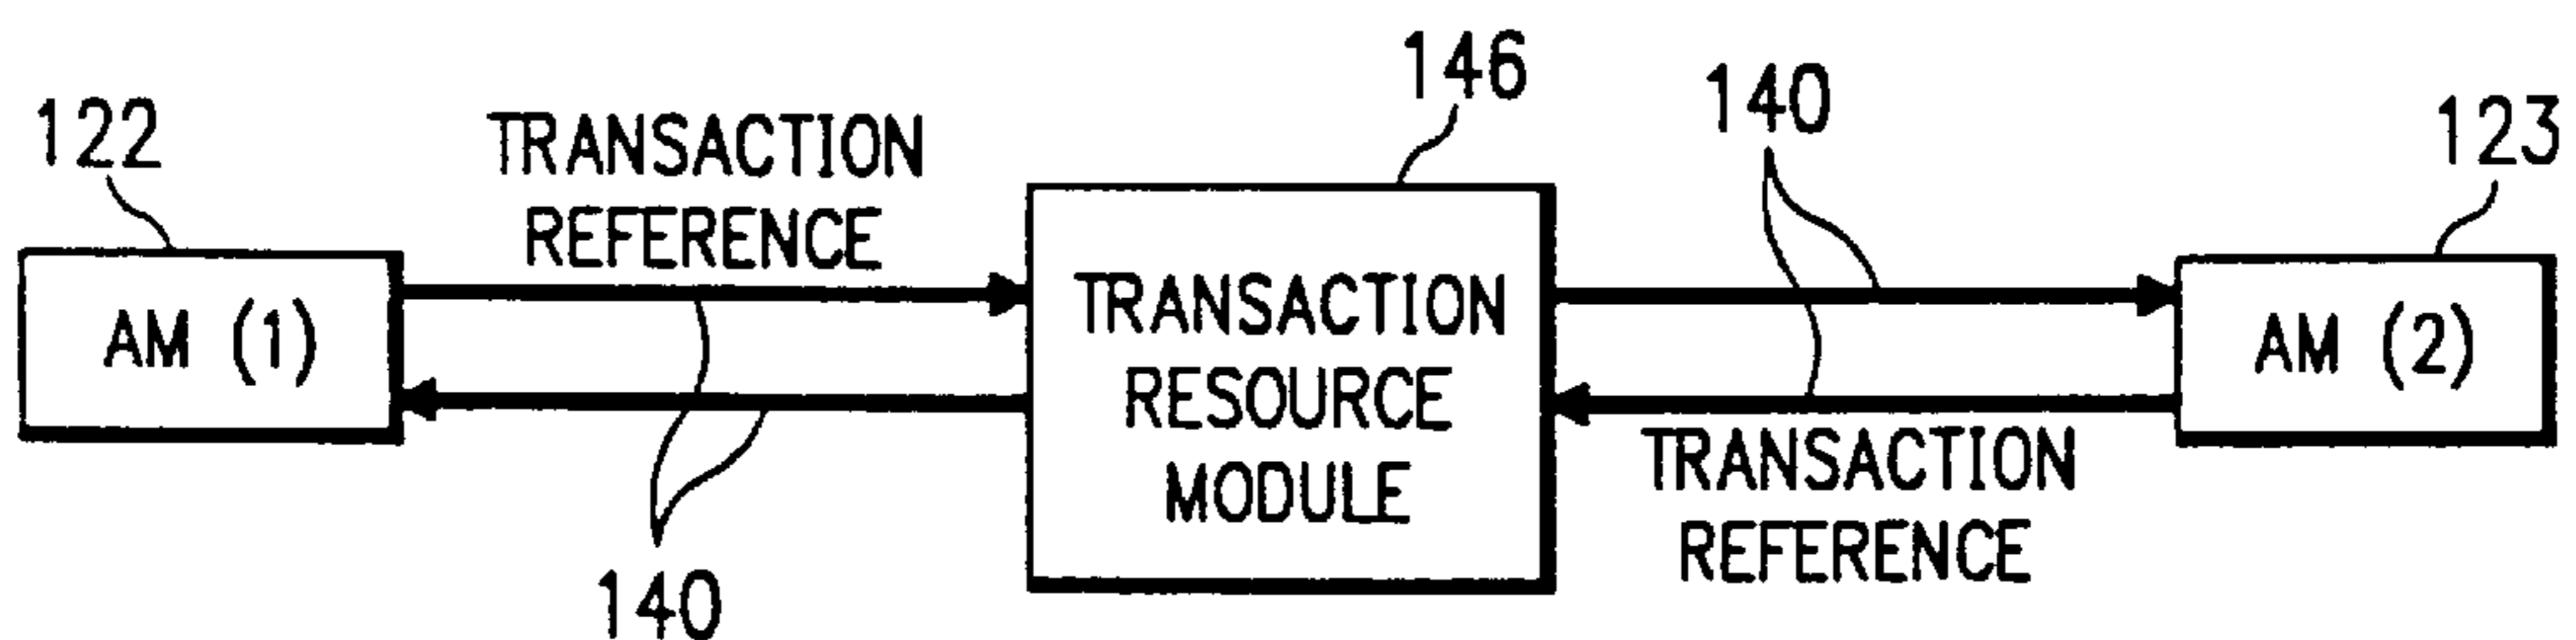 122
TRANSACTION
REFERENCE
146
140
123
AM (1)
TRANSACTION
RESOURCE
MODULE
AM (2)
TRANSACTION
REFERENCE
140